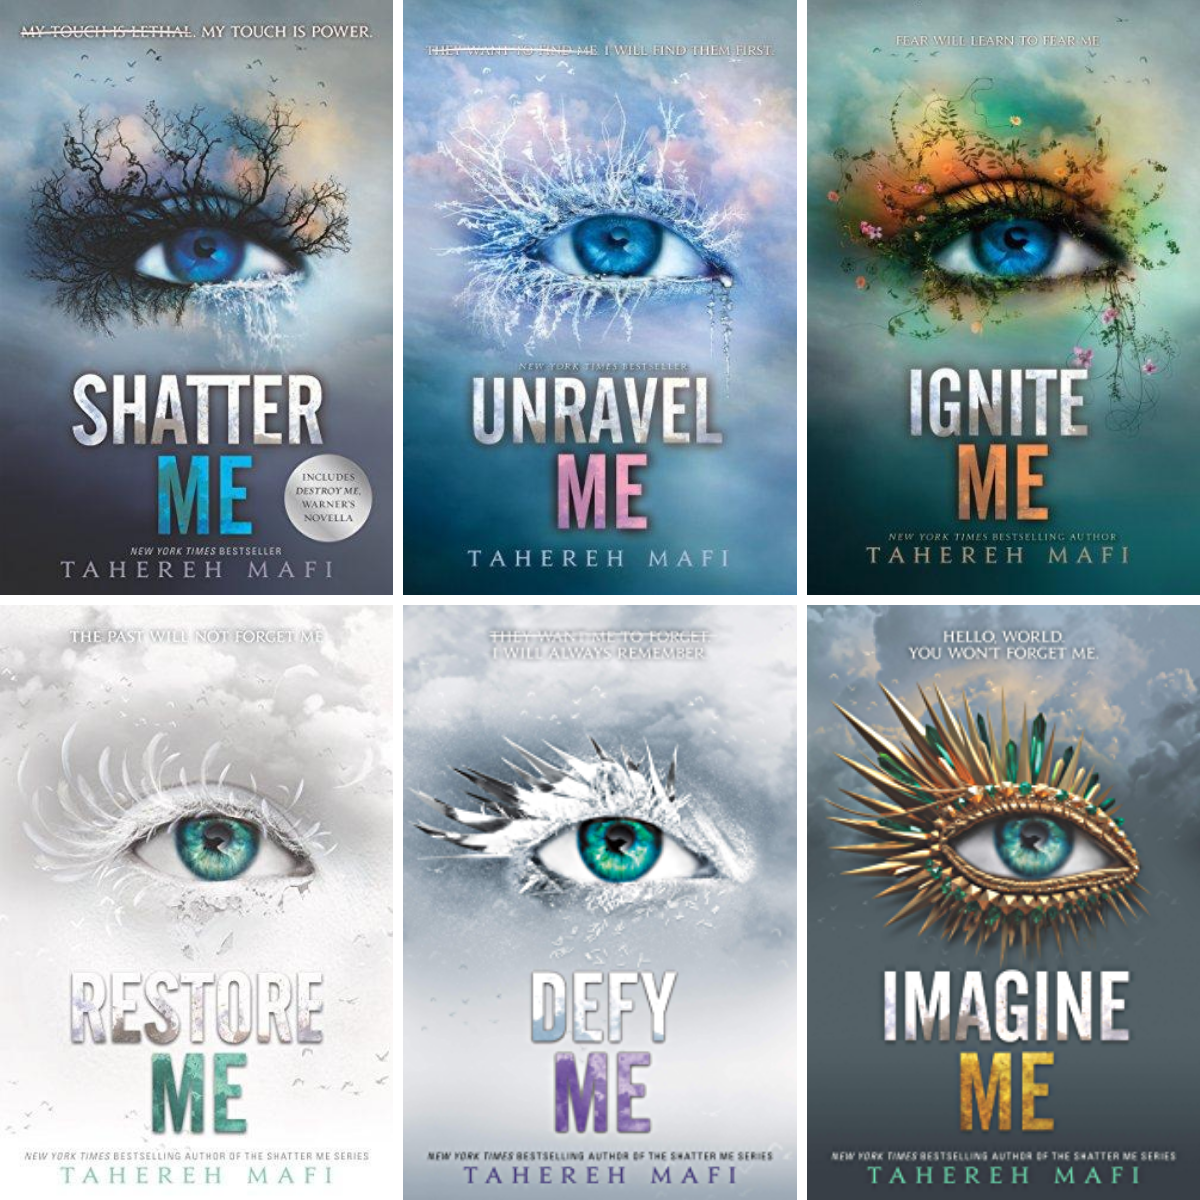 MY TOUCH IS LETHAL. MY TOUCH IS POWER.
SHATTER
ME
INCLUDES
DESTROY ME,
WARNER'S
NOVELLA
NEW YORK TIMES BESTSELLER
TAHEREH MAFI
THEY WANT TO FIND ME. I WILL FIND THEM FIRST.
NEW YORK TIMES BESTSELLER
UNRAVEL
ME
TAHEREH MAFI
FEAR WILL LEARN TO FEAR ME
IGNITE
ME
NEW YORK TIMES BESTSELLING AUTHOR
TAHEREH MAFI
THE PAST WILL NOT FORGET ME
RESTORE
ME
NEW YORK TIMES BESTSELLING AUTHOR OF THE SHATTER ME SERIES
TAHEREH MAFI
THEY WANT ME TO FORGET.
I WILL ALWAYS REMEMBER.
DEFY
ME
NEW YORK TIMES BESTSELLING AUTHOR OF THE SHATTER ME SERIES
TAHEREH MAFI
HELLO, WORLD.
YOU WON'T FORGET ME.
IMAGINE
ME
NEW YORK TIMES BESTSELLING AUTHOR OF THE SHATTER ME SERIES
TAHEREH MAFI